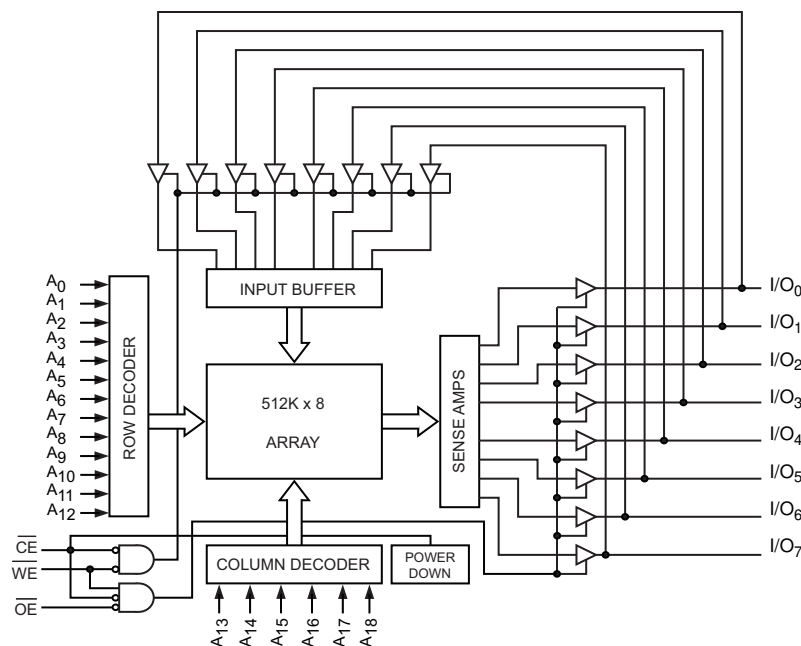 INPUT BUFFER
A0
A1
A2
A3
A4
A5
A6
A7
A8
A9
A10
A11
A12
ROW DECODER
512K x 8
ARRAY
SENSE AMPS
I/O0
I/O1
I/O2
I/O3
I/O4
I/O5
I/O6
I/O7
CE
WE
OE
COLUMN DECODER
POWER
DOWN
A13
A14
A15
A16
A17
A18